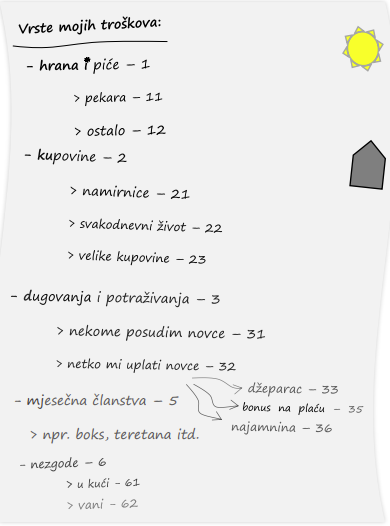 Vrste mojih troškova:
- hrana i piće - 1
> pekara - 11
> ostalo - 12
- kupovine - 2
> namirnice - 21
> svakodnevni život - 22
> velike kupovine - 23
- dugovanja i potraživanja - 3
> nekome posudim novce - 31
> netko mi uplati novce - 32
džeparac - 33
bonus na plaću - 35
najamnina - 36
- mjesečna članstva - 5
> npr. boks, teretana itd.
- nezgode - 6
> u kući - 61
> vani - 62